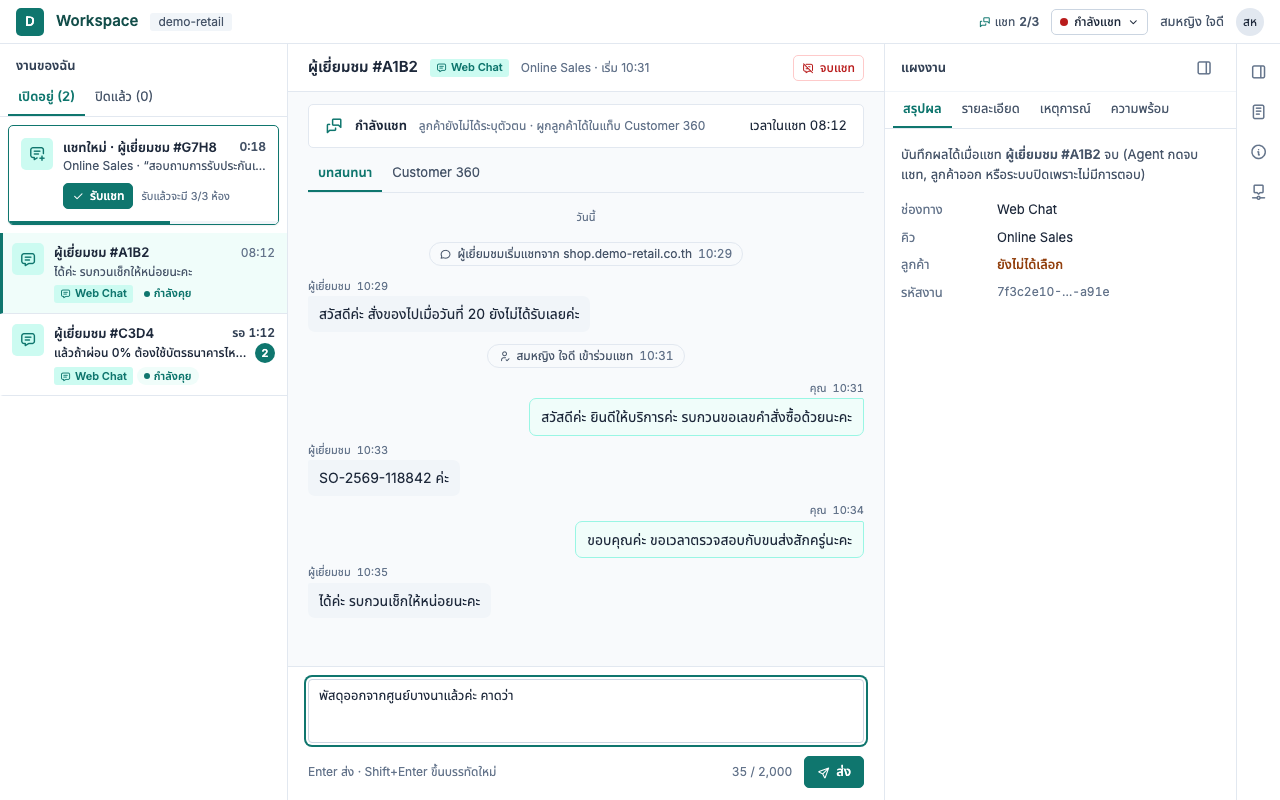 D Workspace demo-retail
แชท 2/3
กำลังแชท
สมหญิง ใจดี
สห
งานของฉัน
เปิดอยู่ (2) ปิดแล้ว (0)
แชทใหม่ · ผู้เยี่ยมชม #G7H8 0:18
Online Sales · “สอบถามการรับประกันเ...
รับแชท รับแล้วจะมี 3/3 ห้อง
ผู้เยี่ยมชม #A1B2 08:12
ได้ค่ะ รบกวนเช็กให้หน่อยนะคะ
Web Chat กำลังคุย
ผู้เยี่ยมชม #C3D4 รอ 1:12
แล้วถ้าผ่อน 0% ต้องใช้บัตรธนาคารไห... 2
Web Chat กำลังคุย
ผู้เยี่ยมชม #A1B2 Web Chat Online Sales · เริ่ม 10:31 จบแชท
กำลังแชท ลูกค้ายังไม่ได้ระบุตัวตน · ผูกลูกค้าได้ในแท็บ Customer 360 เวลาในแชท 08:12
บทสนทนา Customer 360
วันนี้
ผู้เยี่ยมชมเริ่มแชทจาก shop.demo-retail.co.th 10:29
ผู้เยี่ยมชม 10:29
สวัสดีค่ะ สั่งของไปเมื่อวันที่ 20 ยังไม่ได้รับเลยค่ะ
สมหญิง ใจดี เข้าร่วมแชท 10:31
คุณ 10:31
สวัสดีค่ะ ยินดีให้บริการค่ะ รบกวนขอเลขคำสั่งซื้อด้วยนะคะ
ผู้เยี่ยมชม 10:33
SO-2569-118842 ค่ะ
คุณ 10:34
ขอบคุณค่ะ ขอเวลาตรวจสอบกับขนส่งสักครู่นะคะ
ผู้เยี่ยมชม 10:35
ได้ค่ะ รบกวนเช็กให้หน่อยนะคะ
พัสดุออกจากศูนย์บางนาแล้วค่ะ คาดว่า
Enter ส่ง · Shift+Enter ขึ้นบรรทัดใหม่ 35 / 2,000 ส่ง
แผงงาน
สรุปผล รายละเอียด เหตุการณ์ ความพร้อม
บันทึกผลได้เมื่อแชท ผู้เยี่ยมชม #A1B2 จบ (Agent กดจบ
แชท, ลูกค้าออก หรือระบบปิดเพราะไม่มีการตอบ)
ช่องทาง Web Chat
คิว Online Sales
ลูกค้า ยังไม่ได้เลือก
รหัสงาน 7f3c2e10-...-a91e